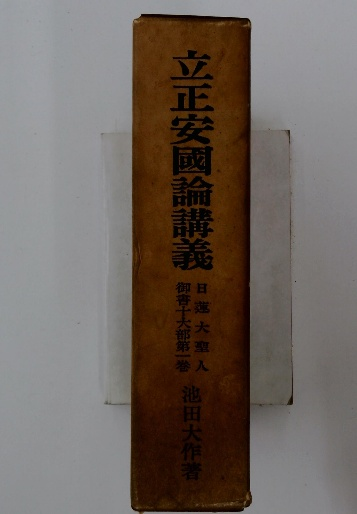 立正安國論講義
日蓮大聖人
御書十大部第一巻
池田大作著